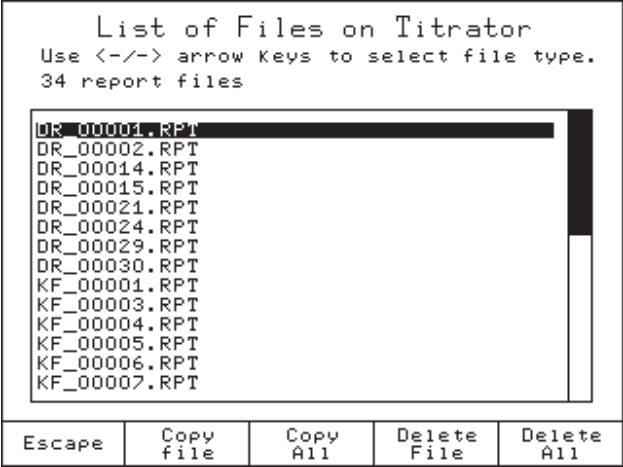 List of Files on Titrator
Use <-/-> arrow Keys to select file type.
34 report files
DR_00001.RPT
DR_00002.RPT
DR_00014.RPT
DR_00015.RPT
DR_00021.RPT
DR_00024.RPT
DR_00029.RPT
DR_00030.RPT
KF_00001.RPT
KF_00003.RPT
KF_00004.RPT
KF_00005.RPT
KF_00006.RPT
KF_00007.RPT
Escape
Copy
file
Copy
All
Delete
File
Delete
All